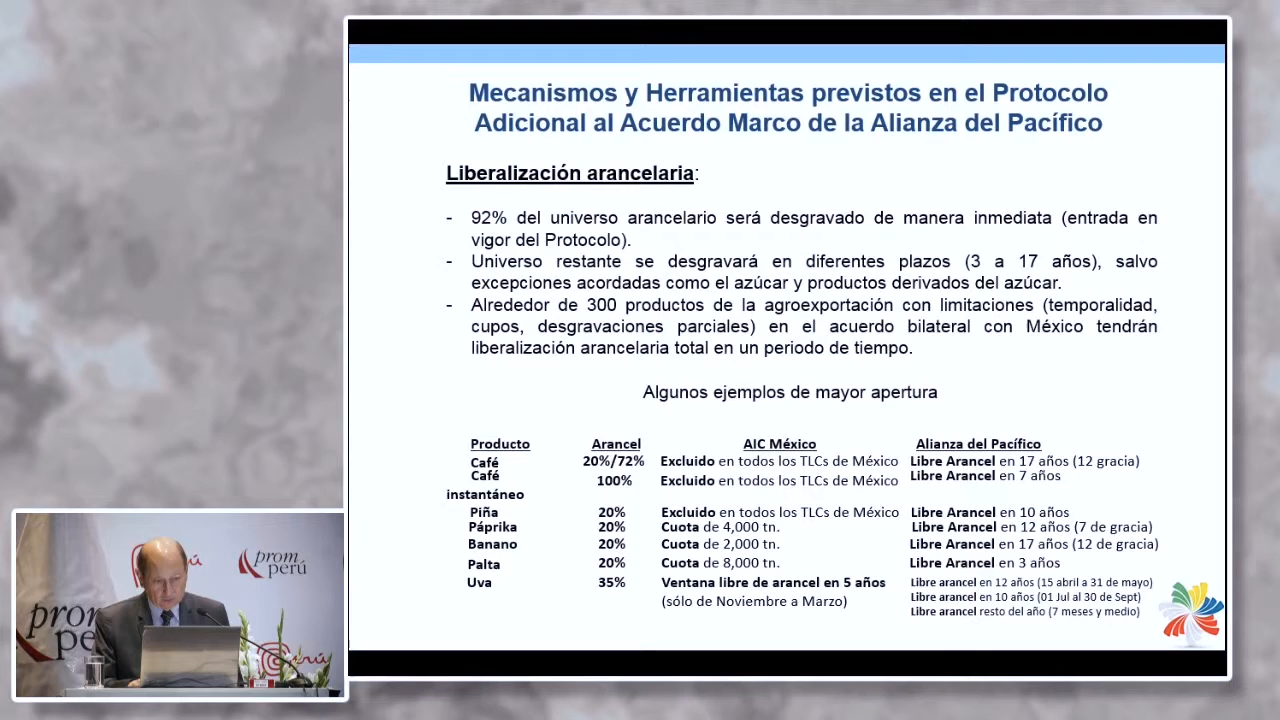 Mecanismos y Herramientas previstos en el Protocolo
Adicional al Acuerdo Marco de la Alianza del Pacífico
Liberalización arancelaria:
- 92% del universo arancelario será desgravado de manera inmediata (entrada en
vigor del Protocolo).
- Universo restante se desgravará en diferentes plazos (3 a 17 años), salvo
excepciones acordadas como el azúcar y productos derivados del azúcar.
- Alrededor de 300 productos de la agroexportación con limitaciones (temporalidad,
cupos, desgravaciones parciales) en el acuerdo bilateral con México tendrán
liberalización arancelaria total en un periodo de tiempo.
Algunos ejemplos de mayor apertura
Producto Arancel AIC México Alianza del Pacífico
Café 20%/72% Excluido en todos los TLCs de México Libre Arancel en 17 años (12 gracia)
Café 100% Excluido en todos los TLCs de México Libre Arancel en 7 años
instantáneo
Piña 20% Excluido en todos los TLCs de México Libre Arancel en 10 años
Páprika 20% Cuota de 4,000 tn. Libre Arancel en 12 años (7 de gracia)
Banano 20% Cuota de 2,000 tn. Libre Arancel en 17 años (12 de gracia)
Palta 20% Cuota de 8,000 tn. Libre Arancel en 3 años
Uva 35% Ventana libre de arancel en 5 años Libre arancel en 12 años (15 abril a 31 de mayo)
(sólo de Noviembre a Marzo) Libre arancel en 10 años (01 Jul al 30 de Sept)
Libre arancel resto del año (7 meses y medio)
prom
perú
prom
pe